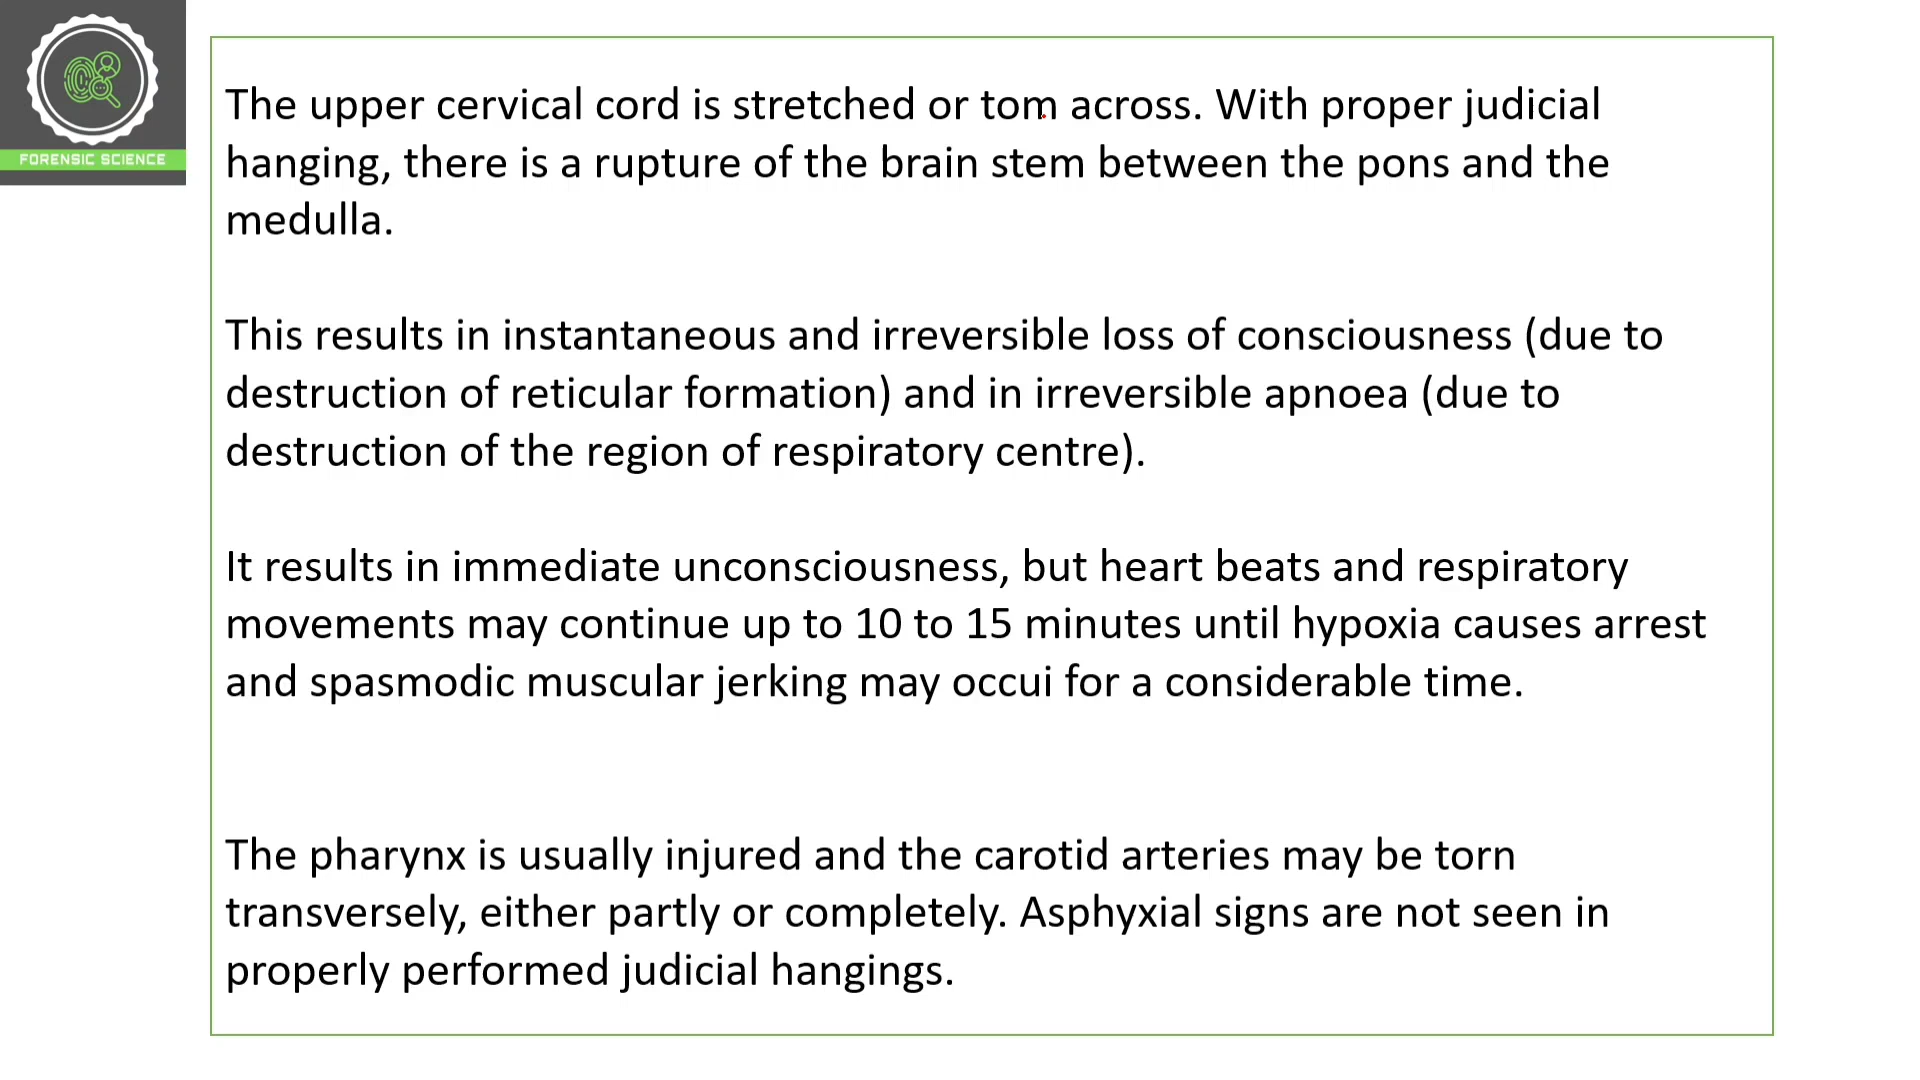 FORENSIC SCIENCE
The upper cervical cord is stretched or tom across. With proper judicial
hanging, there is a rupture of the brain stem between the pons and the
medulla.
This results in instantaneous and irreversible loss of consciousness (due to
destruction of reticular formation) and in irreversible apnoea (due to
destruction of the region of respiratory centre).
It results in immediate unconsciousness, but heart beats and respiratory
movements may continue up to 10 to 15 minutes until hypoxia causes arrest
and spasmodic muscular jerking may occui for a considerable time.
The pharynx is usually injured and the carotid arteries may be torn
transversely, either partly or completely. Asphyxial signs are not seen in
properly performed judicial hangings.